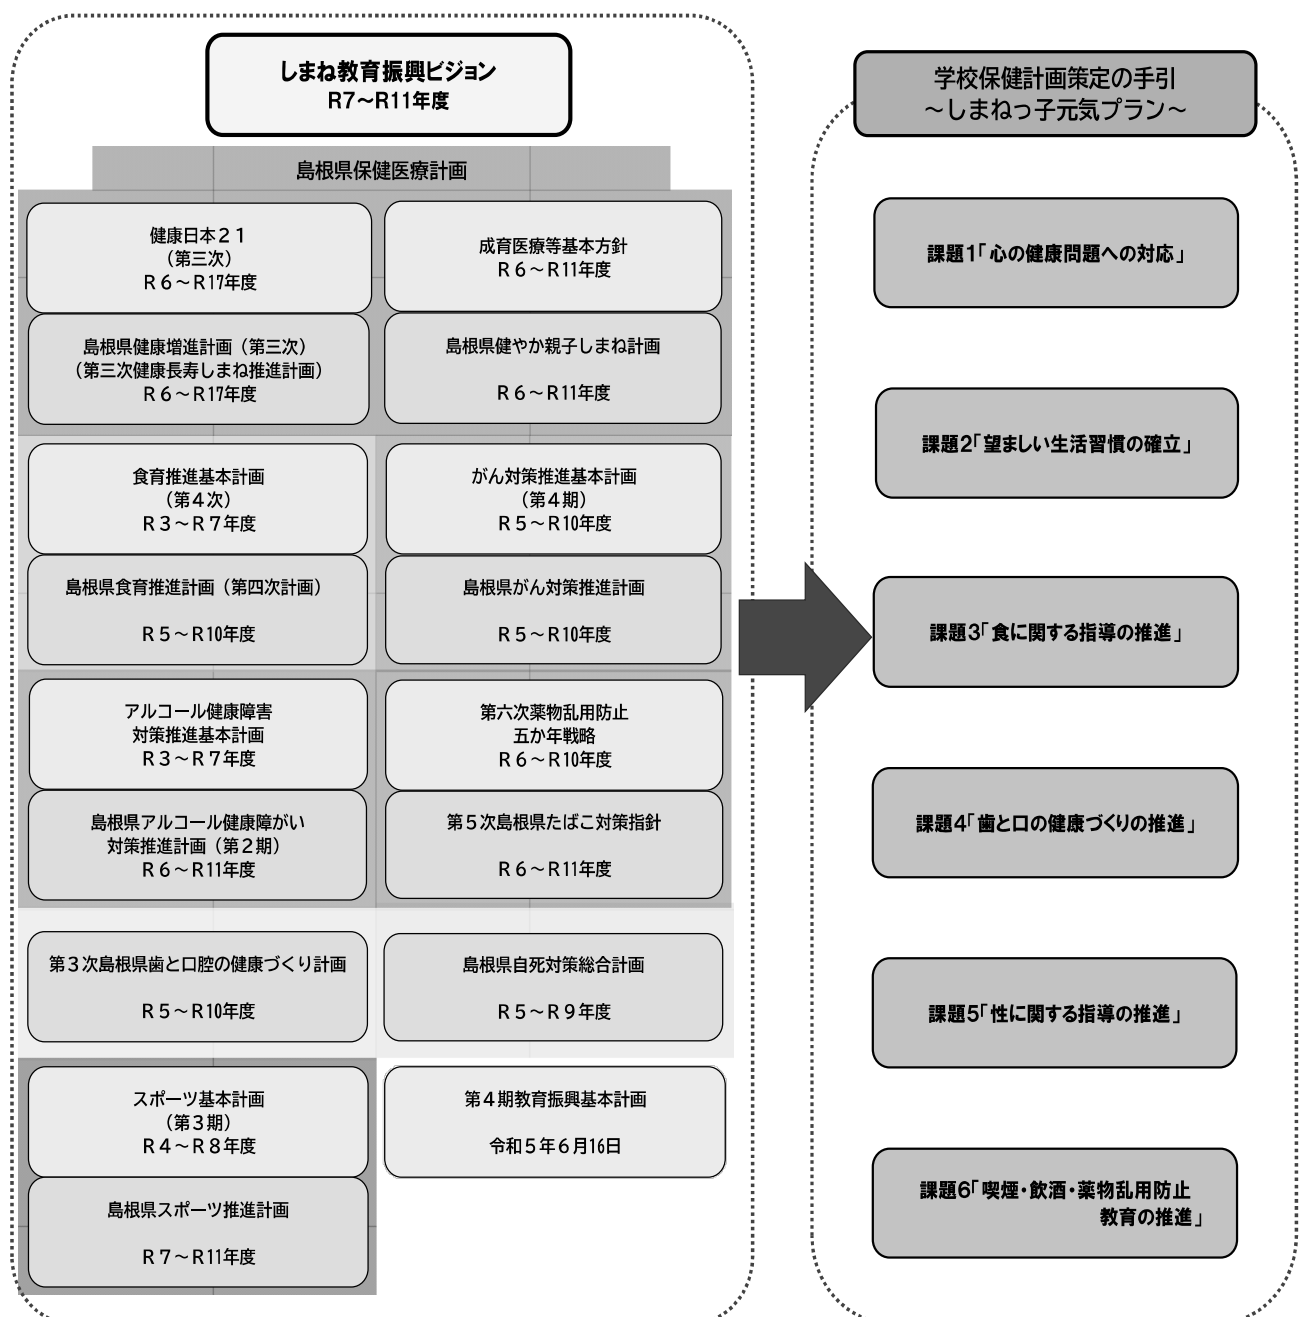 しまね教育振興ビジョン
R7～R11年度
島根県保健医療計画
健康日本２１
（第三次）
Ｒ６～Ｒ17年度
島根県健康増進計画（第三次）
（第三次健康長寿しまね推進計画）
Ｒ６～Ｒ17年度
成育医療等基本方針
Ｒ６～Ｒ11年度
島根県健やか親子しまね計画
Ｒ６～Ｒ11年度
食育推進基本計画
（第４次）
Ｒ３～Ｒ７年度
島根県食育推進計画（第四次計画）
Ｒ５～Ｒ10年度
がん対策推進基本計画
（第４期）
Ｒ５～Ｒ10年度
島根県がん対策推進計画
Ｒ５～Ｒ10年度
アルコール健康障害
対策推進基本計画
Ｒ３～Ｒ７年度
島根県アルコール健康障がい
対策推進計画（第２期）
Ｒ６～Ｒ11年度
第六次薬物乱用防止
五か年戦略
Ｒ６～Ｒ10年度
第５次島根県たばこ対策指針
Ｒ６～Ｒ11年度
第３次島根県歯と口腔の健康づくり計画
Ｒ５～Ｒ10年度
島根県自死対策総合計画
Ｒ５～Ｒ９年度
スポーツ基本計画
（第３期）
Ｒ４～Ｒ８年度
島根県スポーツ推進計画
Ｒ７～Ｒ11年度
第４期教育振興基本計画
令和５年６月16日
学校保健計画策定の手引
～しまねっ子元気プラン～
課題1「心の健康問題への対応」
課題2「望ましい生活習慣の確立」
課題3「食に関する指導の推進」
課題4「歯と口の健康づくりの推進」
課題5「性に関する指導の推進」
課題6「喫煙・飲酒・薬物乱用防止
教育の推進」